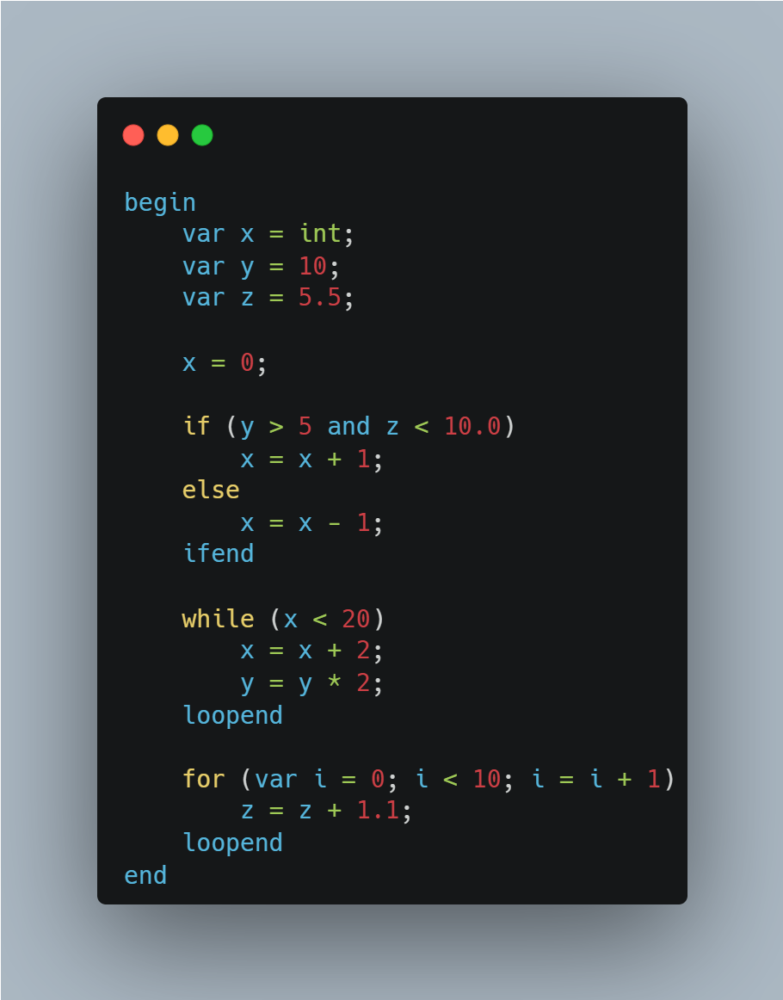 begin
    var x = int;
    var y = 10;
    var z = 5.5;

    x = 0;

    if (y > 5 and z < 10.0)
        x = x + 1;
    else
        x = x - 1;
    ifend

    while (x < 20)
        x = x + 2;
        y = y * 2;
    loopend

    for (var i = 0; i < 10; i = i + 1)
        z = z + 1.1;
    loopend
end